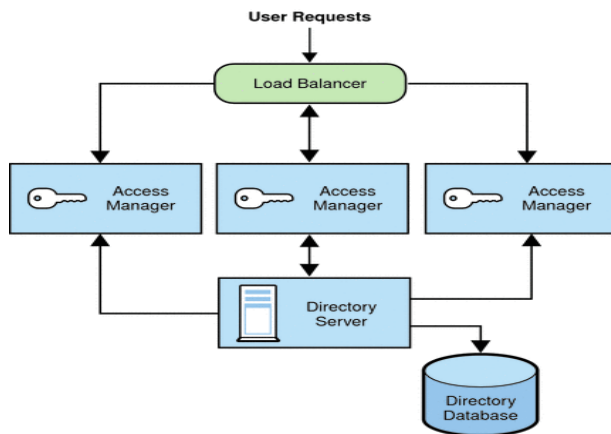 User Requests
Load Balancer
Access
Manager
Access
Manager
Access
Manager
Directory
Server
Directory
Database